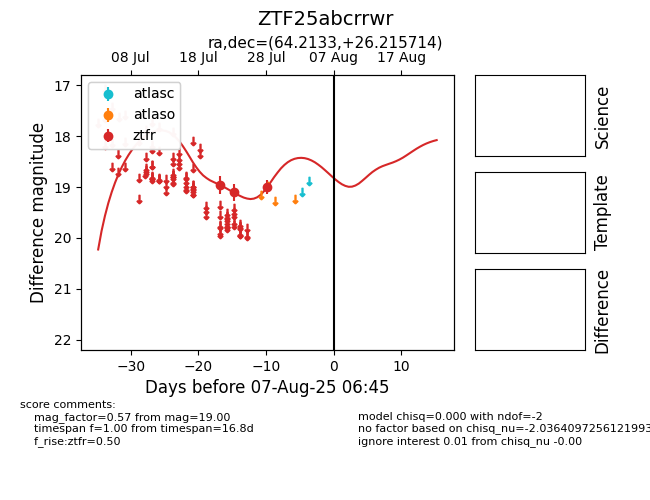 ZTF25abcrrwr
ra,dec=(64.2133,+26.215714)
08 Jul 18 Jul 28 Jul 07 Aug 17 Aug
atlasc
atlaso
ztfr
17
18
19
20
21
22
Difference magnitude
−30 −20 −10 0 10
Days before 07-Aug-25 06:45
Science
Template
Difference
score comments:
mag_factor=0.57 from mag=19.00
timespan f=1.00 from timespan=16.8d
f_rise:ztfr=0.50
model chisq=0.000 with ndof=-2
no factor based on chisq_nu=-2.0364097256121993
ignore interest 0.01 from chisq_nu -0.00